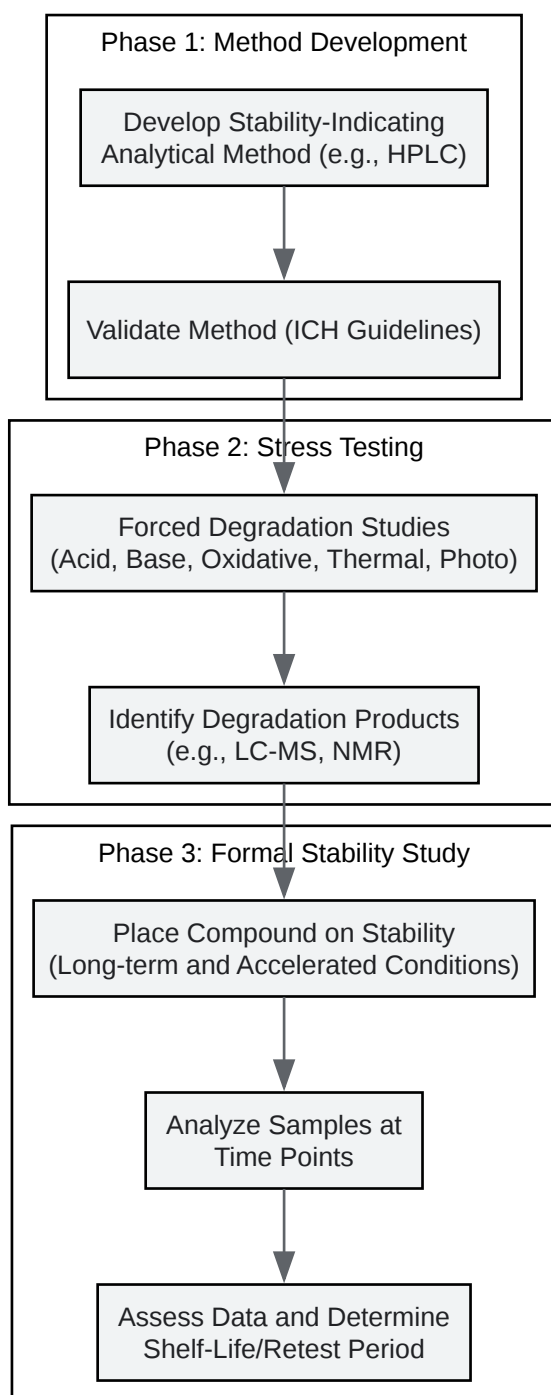 Phase 1: Method Development
Develop Stability-Indicating
Analytical Method (e.g., HPLC)
Validate Method (ICH Guidelines)
Phase 2: Stress Testing
Forced Degradation Studies
(Acid, Base, Oxidative, Thermal, Photo)
Identify Degradation Products
(e.g., LC-MS, NMR)
Phase 3: Formal Stability Study
Place Compound on Stability
(Long-term and Accelerated Conditions)
Analyze Samples at
Time Points
Assess Data and Determine
Shelf-Life/Retest Period